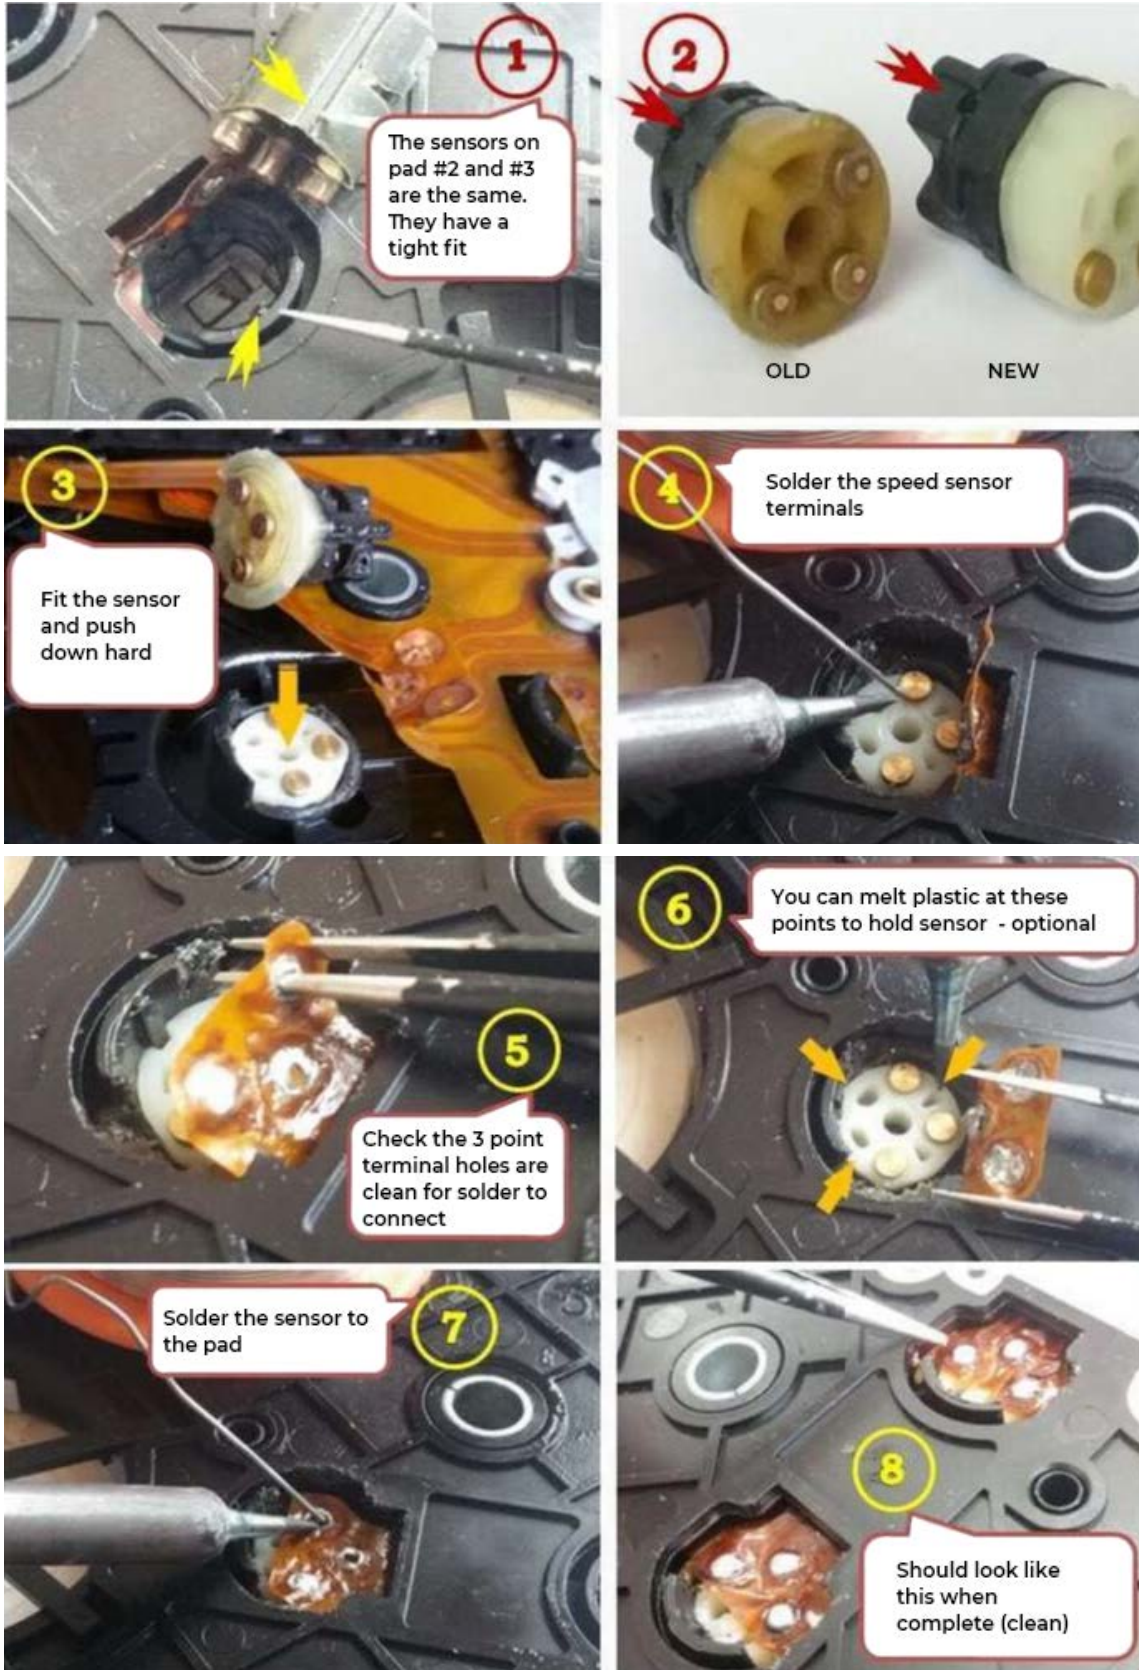 1
The sensors on
pad #2 and #3
are the same.
They have a
tight fit
2
OLD
NEW
3
Fit the sensor
and push
down hard
4
Solder the speed sensor
terminals
5
Check the 3 point
terminal holes are
clean for solder to
connect
6
You can melt plastic at these
points to hold sensor - optional
7
Solder the sensor to
the pad
8
Should look like
this when
complete (clean)